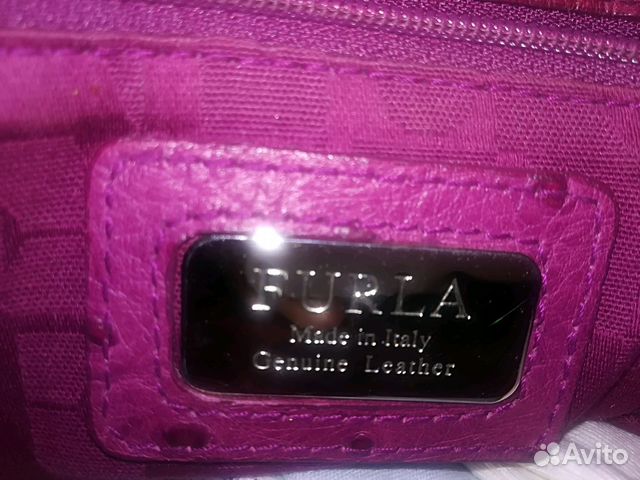 FURLA
Made in Italy
Genuine Leather
Avito